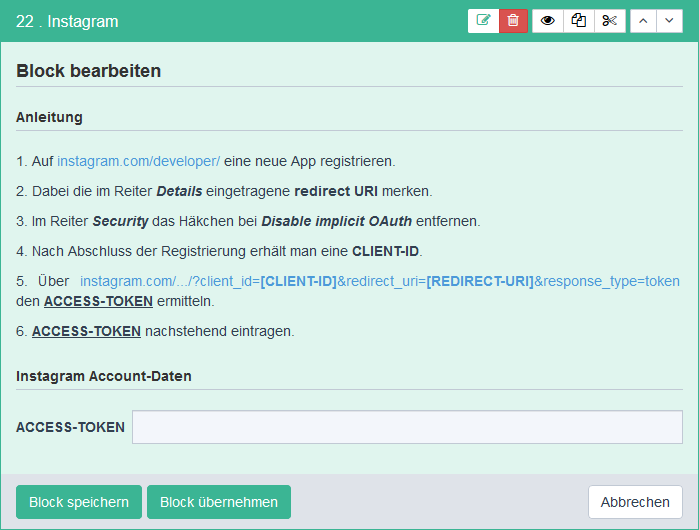 22 . Instagram
Block bearbeiten
Anleitung
1. Auf instagram.com/developer/ eine neue App registrieren.
2. Dabei die im Reiter Details eingetragene redirect URI merken.
3. Im Reiter Security das Häkchen bei Disable implicit OAuth entfernen.
4. Nach Abschluss der Registrierung erhält man eine CLIENT-ID.
5. Über instagram.com/.../?client_id=[CLIENT-ID]&redirect_uri=[REDIRECT-URI]&response_type=token
den ACCESS-TOKEN ermitteln.
6. ACCESS-TOKEN nachstehend eintragen.
Instagram Account-Daten
ACCESS-TOKEN
Block speichern Block übernehmen Abbrechen